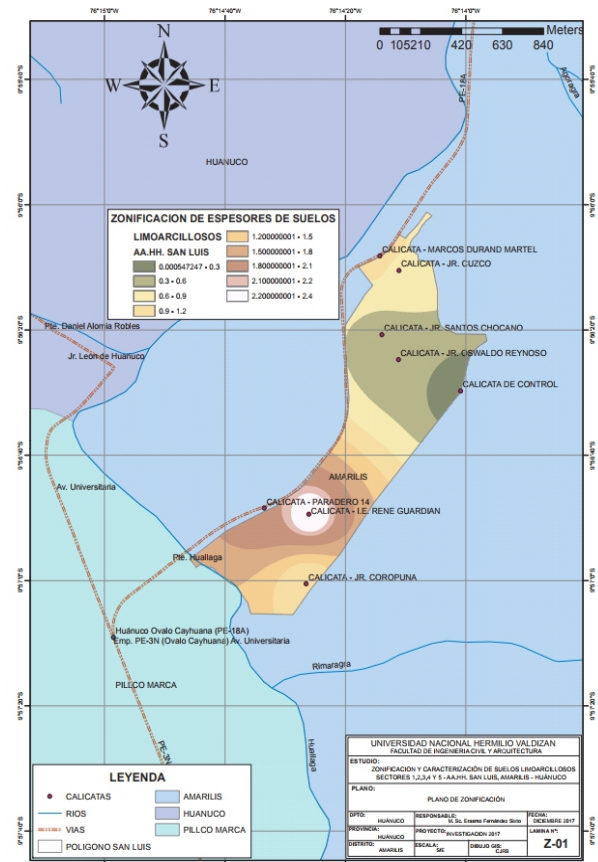 76°15'0"W
76°14'40"W
76°14'20"W
76°14'0"W
N
W
E
S
Meters
0 105210 420 630 840
PE-18A
Agoragra
HUANUCO
ZONIFICACION DE ESPESORES DE SUELOS
LIMOARCILLOSOS
AA.HH. SAN LUIS
0.000547247 - 0.3
0.3 - 0.6
0.6 - 0.9
0.9 - 1.2
1.200000001 - 1.5
1.500000001 - 1.8
1.800000001 - 2.1
2.100000001 - 2.2
2.200000001 - 2.4
CALICATA - MARCOS DURAND MARTEL
CALICATA - JR. CUZCO
CALICATA - JR. SANTOS CHOCANO
CALICATA - JR. OSWALDO REYNOSO
CALICATA DE CONTROL
Pte. Daniel Alomia Robles
Jr. Leon de Huanuco
Av. Universitaria
AMARILIS
CALICATA - PARADERO 14
CALICATA - I.E. RENE GUARDIAN
Pte. Huallaga
CALICATA - JR. COROPUNA
Huánuco Ovalo Cayhuana (PE-18A)
Emp. PE-3N (Ovalo Cayhuana) Av. Universitaria
Rimaragra
PILLCO MARCA
PE-3N
Huallaga
LEYENDA
CALICATAS
RIOS
VIAS
POLIGONO SAN LUIS
AMARILIS
HUANUCO
PILLCO MARCA
UNIVERSIDAD NACIONAL HERMILIO VALDIZAN
FACULTAD DE INGENIERIA CIVIL Y ARQUITECTURA
ESTUDIO:
ZONIFICACIÓN Y CARACTERIZACIÓN DE SUELOS LIMOARCILLOSOS
SECTORES 1,2,3,4 Y 5 - AA.HH. SAN LUIS, AMARILIS - HUÁNUCO
PLANO:
PLANO DE ZONIFICACIÓN
DPTO:
HUÁNUCO
RESPONSABLE:
M. Sc. Erasmo Fernández Sixto
FECHA:
DICIEMBRE 2017
PROVINCIA:
HUÁNUCO
PROYECTO:
INVESTIGACION 2017
LAMINA N°:
Z-01
DISTRITO:
AMARILIS
ESCALA:
S/E
DIBUJO GIS:
CJRB